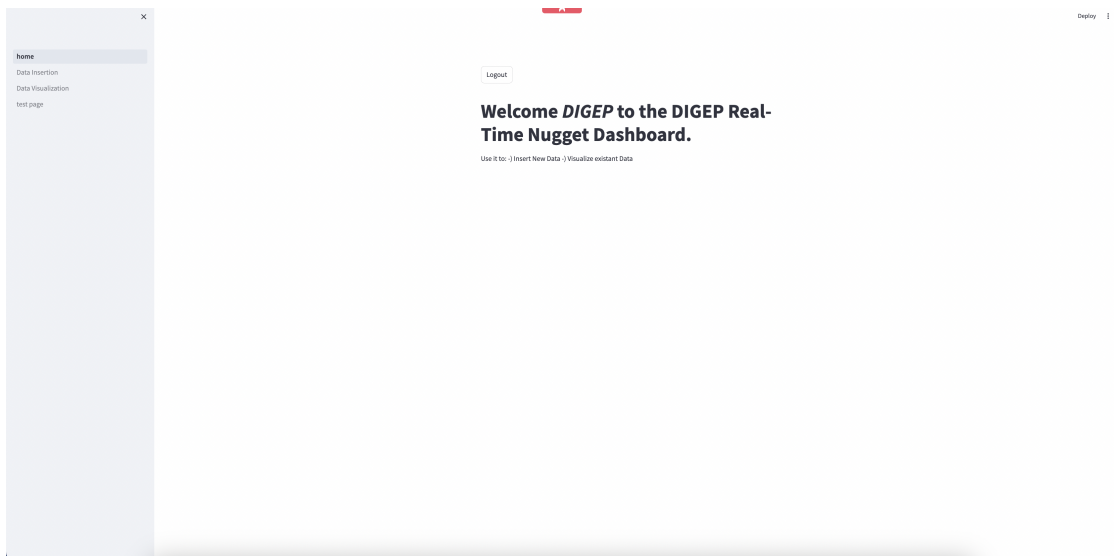 Deploy
home
Data Insertion
Data Visualization
test page
Logout
Welcome DIGEP to the DIGEP Real-
Time Nugget Dashboard.
Use it to: -) Insert New Data -) Visualize existant Data